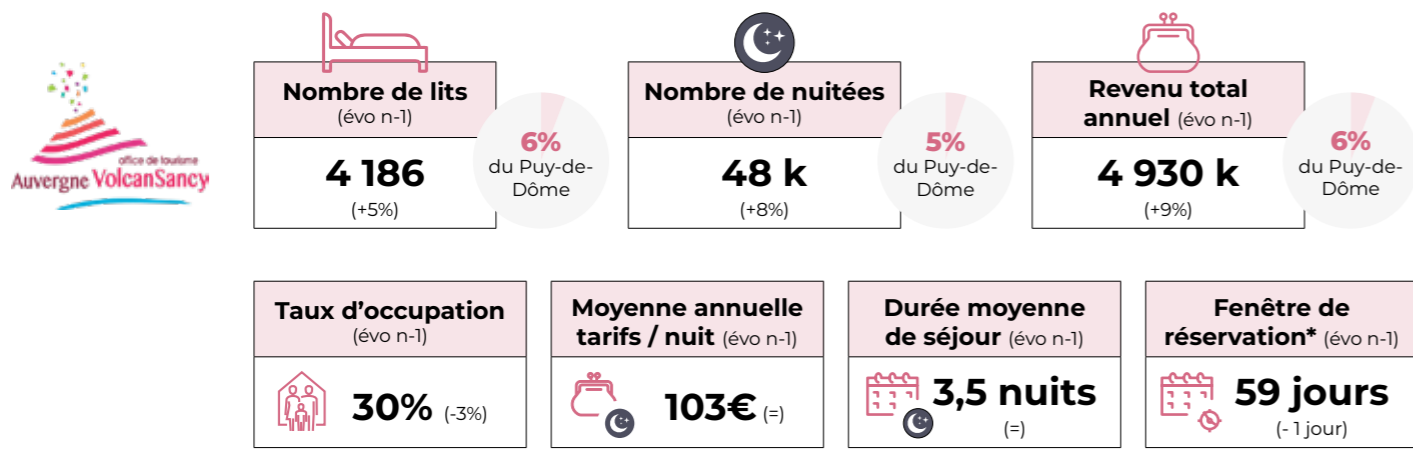 office de tourisme
Auvergne VolcanSancy
Nombre de lits
(évo n-1)
4 186
(+5%)
6%
du Puy-de-
Dôme
Nombre de nuitées
(évo n-1)
48 k
(+8%)
5%
du Puy-de-
Dôme
Revenu total
annuel (évo n-1)
4 930 k
(+9%)
6%
du Puy-de-
Dôme
Taux d’occupation
(évo n-1)
30% (-3%)
Moyenne annuelle
tarifs / nuit (évo n-1)
103€ (=)
Durée moyenne
de séjour (évo n-1)
3,5 nuits
(=)
Fenêtre de
réservation* (évo n-1)
59 jours
(- 1 jour)